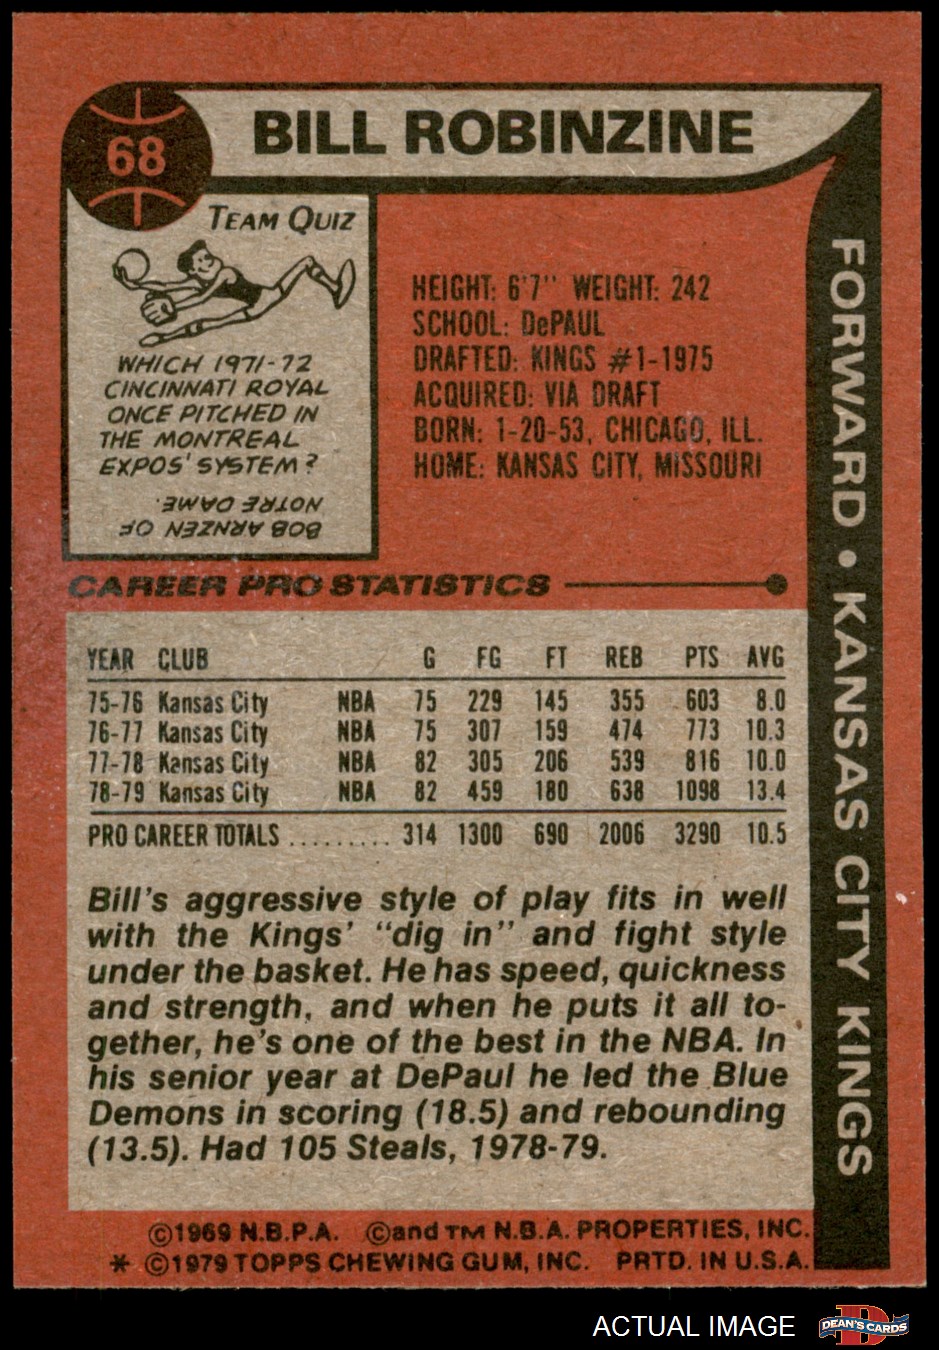 68
BILL ROBINZINE
TEAM QUIZ
WHICH 1971-72
CINCINNATI ROYAL
ONCE PITCHED IN
THE MONTREAL
EXPOS' SYSTEM?
BOB ARNZEN OF
NOTRE DAME.
HEIGHT: 6'7" WEIGHT: 242
SCHOOL: DePAUL
DRAFTED: KINGS #1-1975
ACQUIRED: VIA DRAFT
BORN: 1-20-53, CHICAGO, ILL.
HOME: KANSAS CITY, MISSOURI
FORWARD • KANSAS CITY KINGS
CAREER PRO STATISTICS
YEAR CLUB G FG FT REB PTS AVG
75-76 Kansas City NBA 75 229 145 355 603 8.0
76-77 Kansas City NBA 75 307 159 474 773 10.3
77-78 Kansas City NBA 82 305 206 539 816 10.0
78-79 Kansas City NBA 82 459 180 638 1098 13.4
PRO CAREER TOTALS ......... 314 1300 690 2006 3290 10.5
Bill's aggressive style of play fits in well
with the Kings' "dig in" and fight style
under the basket. He has speed, quickness
and strength, and when he puts it all to-
gether, he's one of the best in the NBA. In
his senior year at DePaul he led the Blue
Demons in scoring (18.5) and rebounding
(13.5). Had 105 Steals, 1978-79.
©1969 N.B.P.A. ©and TM N.B.A. PROPERTIES, INC.
* ©1979 TOPPS CHEWING GUM, INC. PRTD. IN U.S.A.
ACTUAL IMAGE
D
DEAN'S CARDS